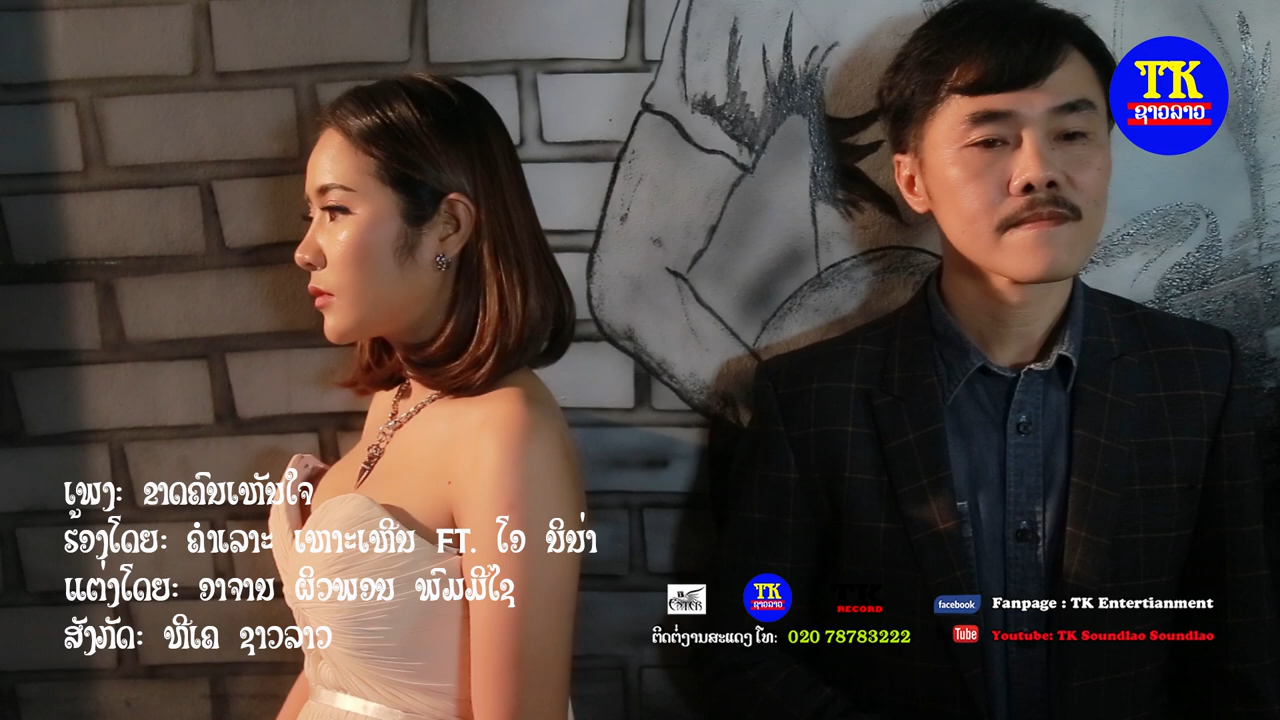 TK
ຊາວລາວ
ເພງ: ຂາດຄົນເຫັນໃຈ
ຮ້ອງໂດຍ: ຄຳເລາະ ເຫາະເຫີນ FT. ໂອ ນິນ່າ
ແຕ່ງໂດຍ: ອາຈານ ຜິວພອນ ພົມມີໄຊ
ສັງກັດ: ທີເຄ ຊາວລາວ
TK
ຊາວລາວ
TK
RECORD
facebook
Fanpage : TK Entertianment
ຕິດຕໍ່ງານສະແດງ ໂທ: 020 78783222
You Tube
Youtube: TK Soundlao Soundlao